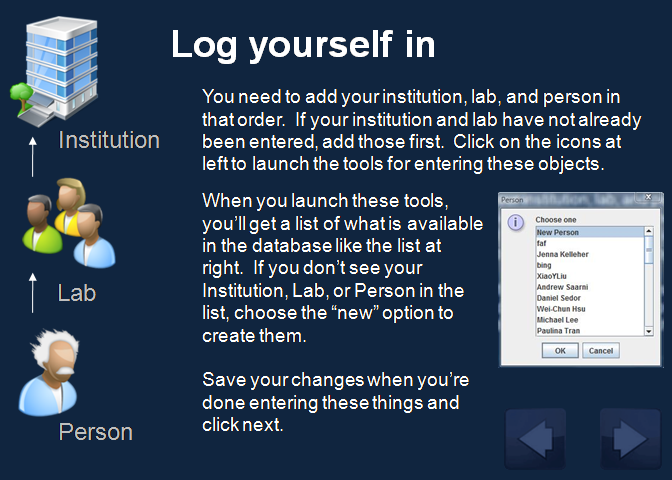 Log yourself in
You need to add your institution, lab, and person in
that order.  If your institution and lab have not already
been entered, add those first.  Click on the icons at
left to launch the tools for entering these objects.
Institution
When you launch these tools,
you’ll get a list of what is available
in the database like the list at
right.  If you don’t see your
Institution, Lab, or Person in the
list, choose the “new” option to
create them.
Lab
Person
Choose one
New Person
faf
Jenna Kelleher
bing
XiaoYLiu
Andrew Saarni
Daniel Sedor
Wei-Chun Hsu
Michael Lee
Paulina Tran
OK
Cancel
Save your changes when you’re
done entering these things and
click next.
Person